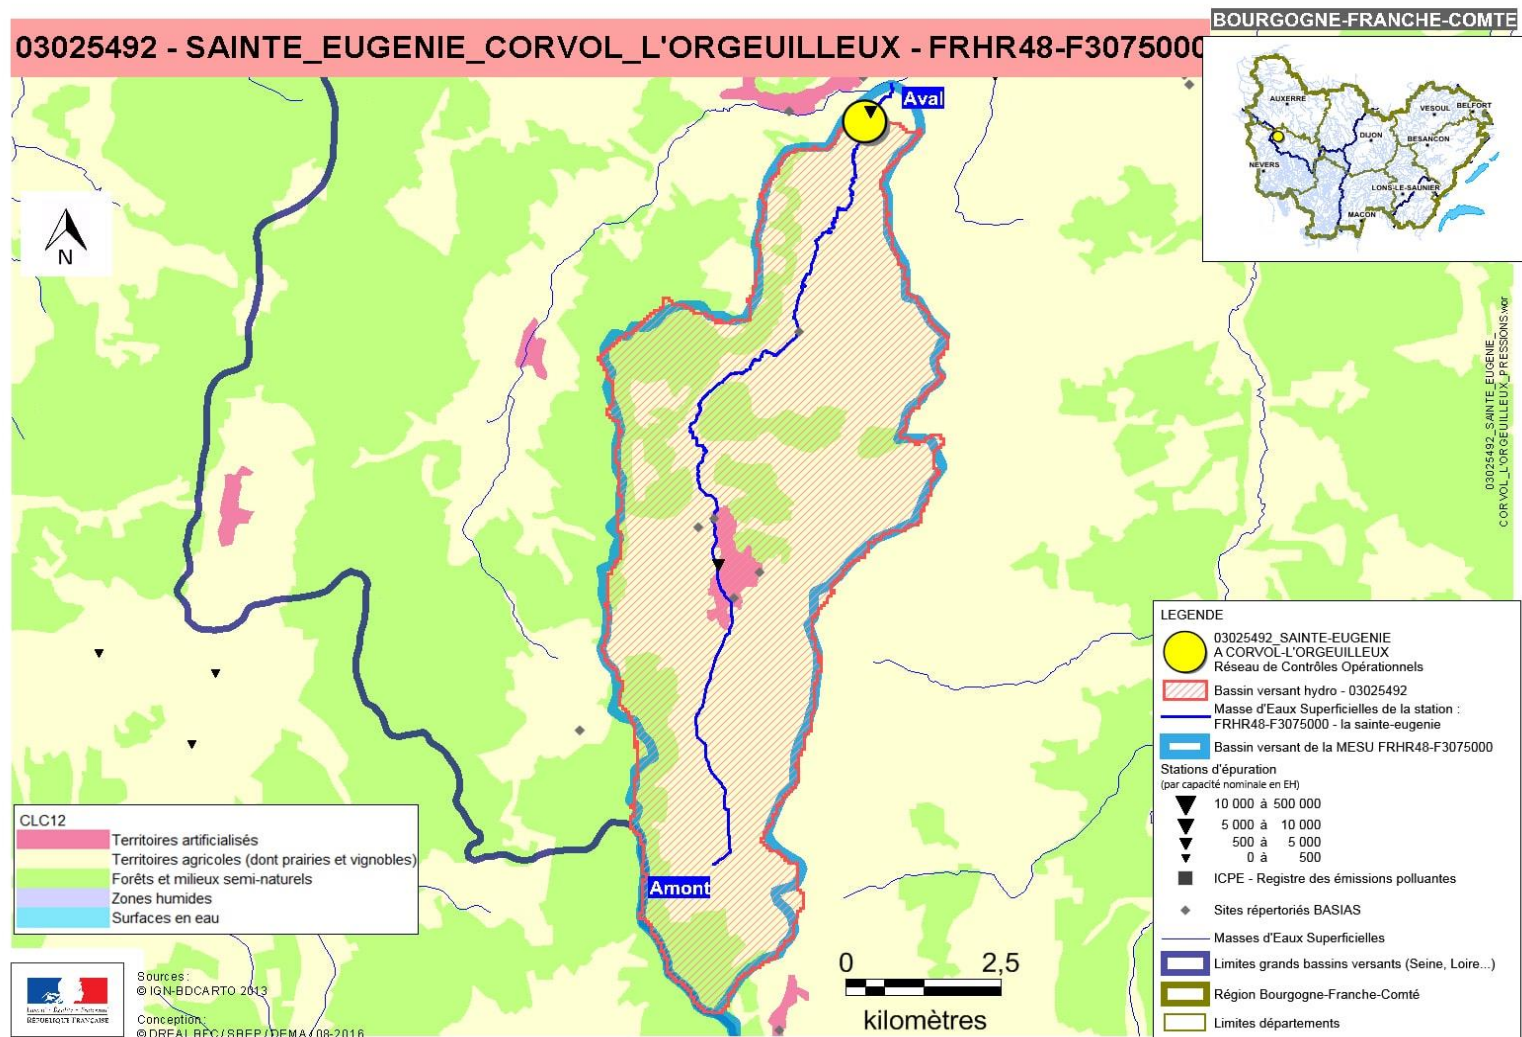 BOURGOGNE-FRANCHE-COMTE
03025492 - SAINTE_EUGENIE_CORVOL_L'ORGEUILLEUX - FRHR48-F3075000
AUXERRE
VESOUL
BELFORT
DIJON
BESANCON
NEVERS
LONS-LE-SAUNIER
MACON
Aval
N
03025492_SAINTE_EUGENIE_
CORVOL_L'ORGEUILLEUX_PRESSIONS.wor
Amont
LEGENDE
03025492_SAINTE-EUGENIE
A CORVOL-L'ORGEUILLEUX
Réseau de Contrôles Opérationnels
Bassin versant hydro - 03025492
Masse d'Eaux Superficielles de la station :
FRHR48-F3075000 - la sainte-eugenie
Bassin versant de la MESU FRHR48-F3075000
Stations d'épuration
(par capacité nominale en EH)
10 000 à 500 000
5 000 à 10 000
500 à 5 000
0 à 500
ICPE - Registre des émissions polluantes
Sites répertoriés BASIAS
Masses d'Eaux Superficielles
Limites grands bassins versants (Seine, Loire...)
Région Bourgogne-Franche-Comté
Limites départements
CLC12
Territoires artificialisés
Territoires agricoles (dont prairies et vignobles)
Forêts et milieux semi-naturels
Zones humides
Surfaces en eau
0 2,5
kilomètres
Liberté • Égalité • Fraternité
RÉPUBLIQUE FRANÇAISE
Sources :
© IGN-BDCARTO 2013
Conception :
© DREAL BFC / SBEP / DEMA / 08-2016